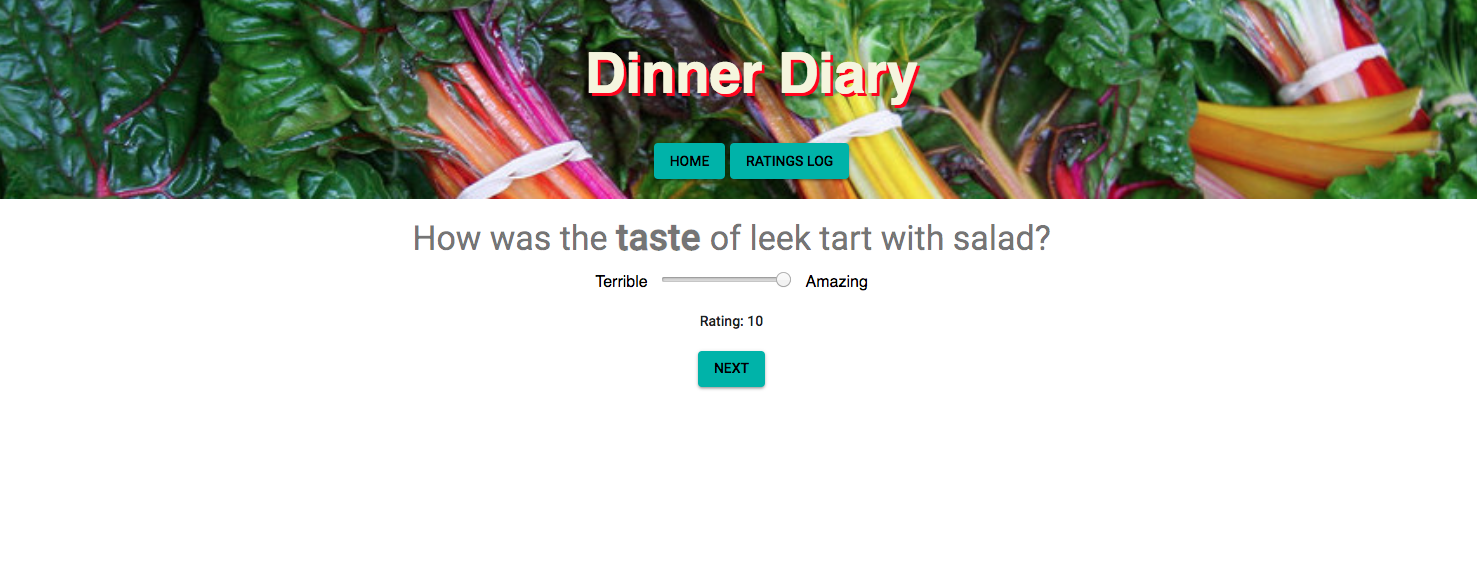 Dinner Diary
HOME RATINGS LOG
How was the taste of leek tart with salad?
Terrible Amazing
Rating: 10
NEXT